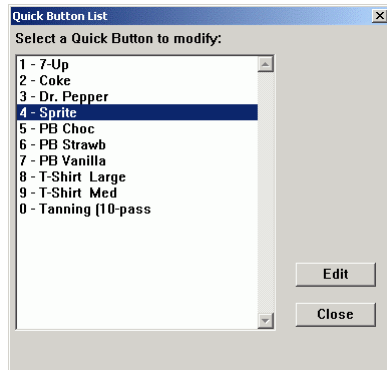 Quick Button List
Select a Quick Button to modify:
1 - 7-Up
2 - Coke
3 - Dr. Pepper
4 - Sprite
5 - PB Choc
6 - PB Strawb
7 - PB Vanilla
8 - T-Shirt  Large
9 - T-Shirt  Med
0 - Tanning (10-pass
Edit
Close